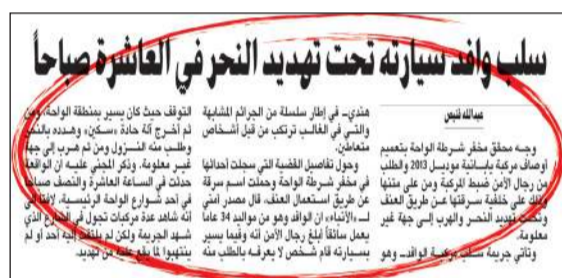 سلب وافد سيارته تحت تهديد النحر في العاشرة صباحاً
عبدالله قنيص
وجه محقق مخفر شرطة الواحة بتعميم
أوصاف مركبة يابانية موديل 2013 والطلب
من رجال الأمن ضبط المركبة ومن على متنها
وذلك على خلفية سرقتها عن طريق العنف
وتحت تهديد النحر والهرب إلى جهة غير
معلومة.
وتأتي جريمة سلب مركبة الوافد- وهو
هندي- في إطار سلسلة من الجرائم المشابهة
والتي في الغالب ترتكب من قبل أشخاص
متعاطين.
وحول تفاصيل القضية التي سجلت أحداثها
في مخفر شرطة الواحة وحملت اسم سرقة
عن طريق استعمال العنف، قال مصدر أمني
لـ «الأنباء» ان الوافد وهو من مواليد 34 عاما
يعمل سائقا أبلغ رجال الأمن أنه وفيما يسير
بسيارته قام شخص لا يعرفه بالطلب منه
التوقف حيث كان يسير بمنطقة الواحة، ومن
ثم أخرج آلة حادة «سكين» وهدده بالنحر
وطلب منه النزول ومن ثم هرب إلى جهة
غير معلومة. وذكر المجني عليه ان الواقعة
حدثت في الساعة العاشرة والنصف صباحا
في احد شوارع الواحة الرئيسية، لافتا إلى
أنه شاهد عدة مركبات تجول في الشارع الذي
شهد الجريمة ولكن لم يلتفت إليه أحد أو لم
ينتبهوا لما يقع عليه من تهديد.